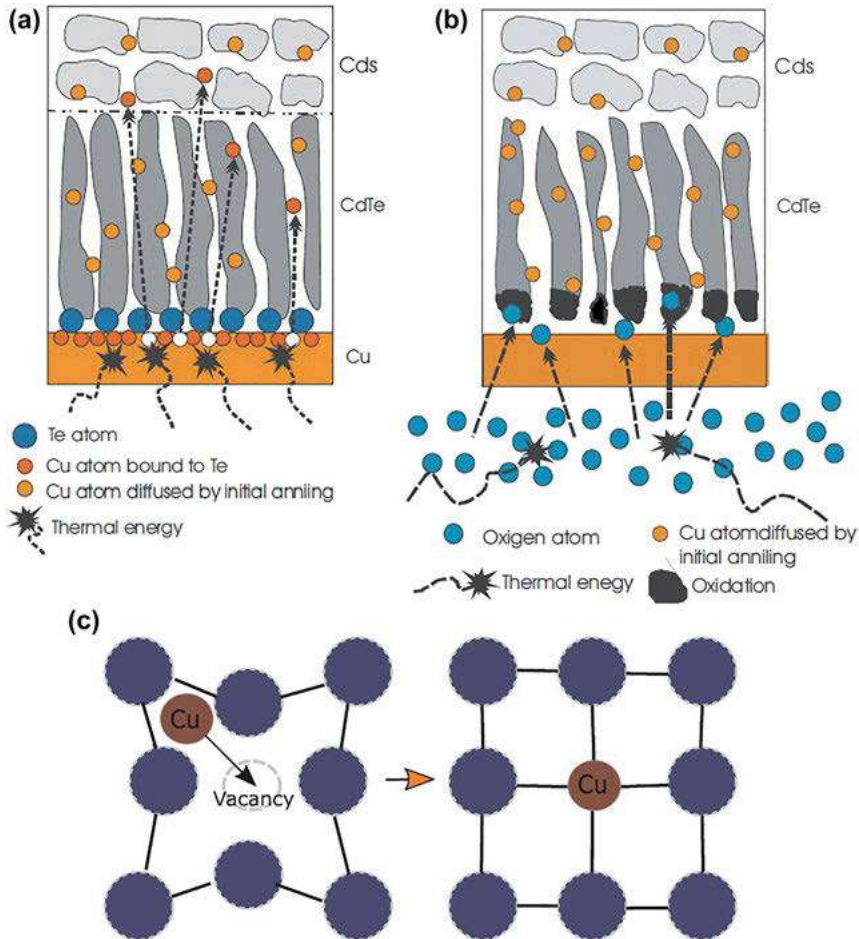 (a)
Cds
CdTe
Cu
Te atom
Cu atom bound to Te
Cu atom diffused by initial anniing
Thermal energy
(b)
Cds
CdTe
Oxigen atom
Cu atomdiffused by
initial anniling
Thermal enegy
Oxidation
(c)
Cu
Vacancy
Cu